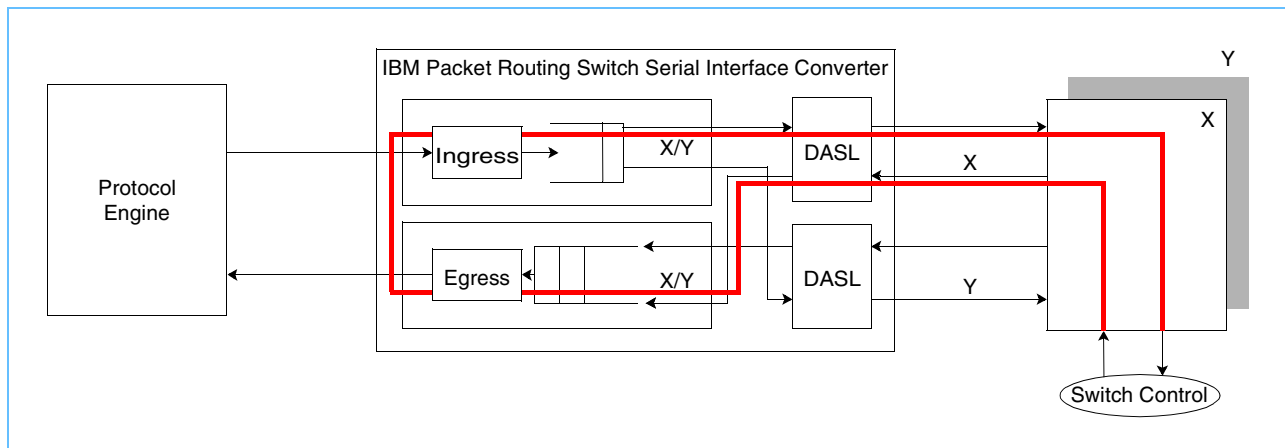 IBM Packet Routing Switch Serial Interface Converter
Y
X
Protocol
Engine
Ingress
X/Y
DASL
X
Egress
X/Y
DASL
Y
Switch Control